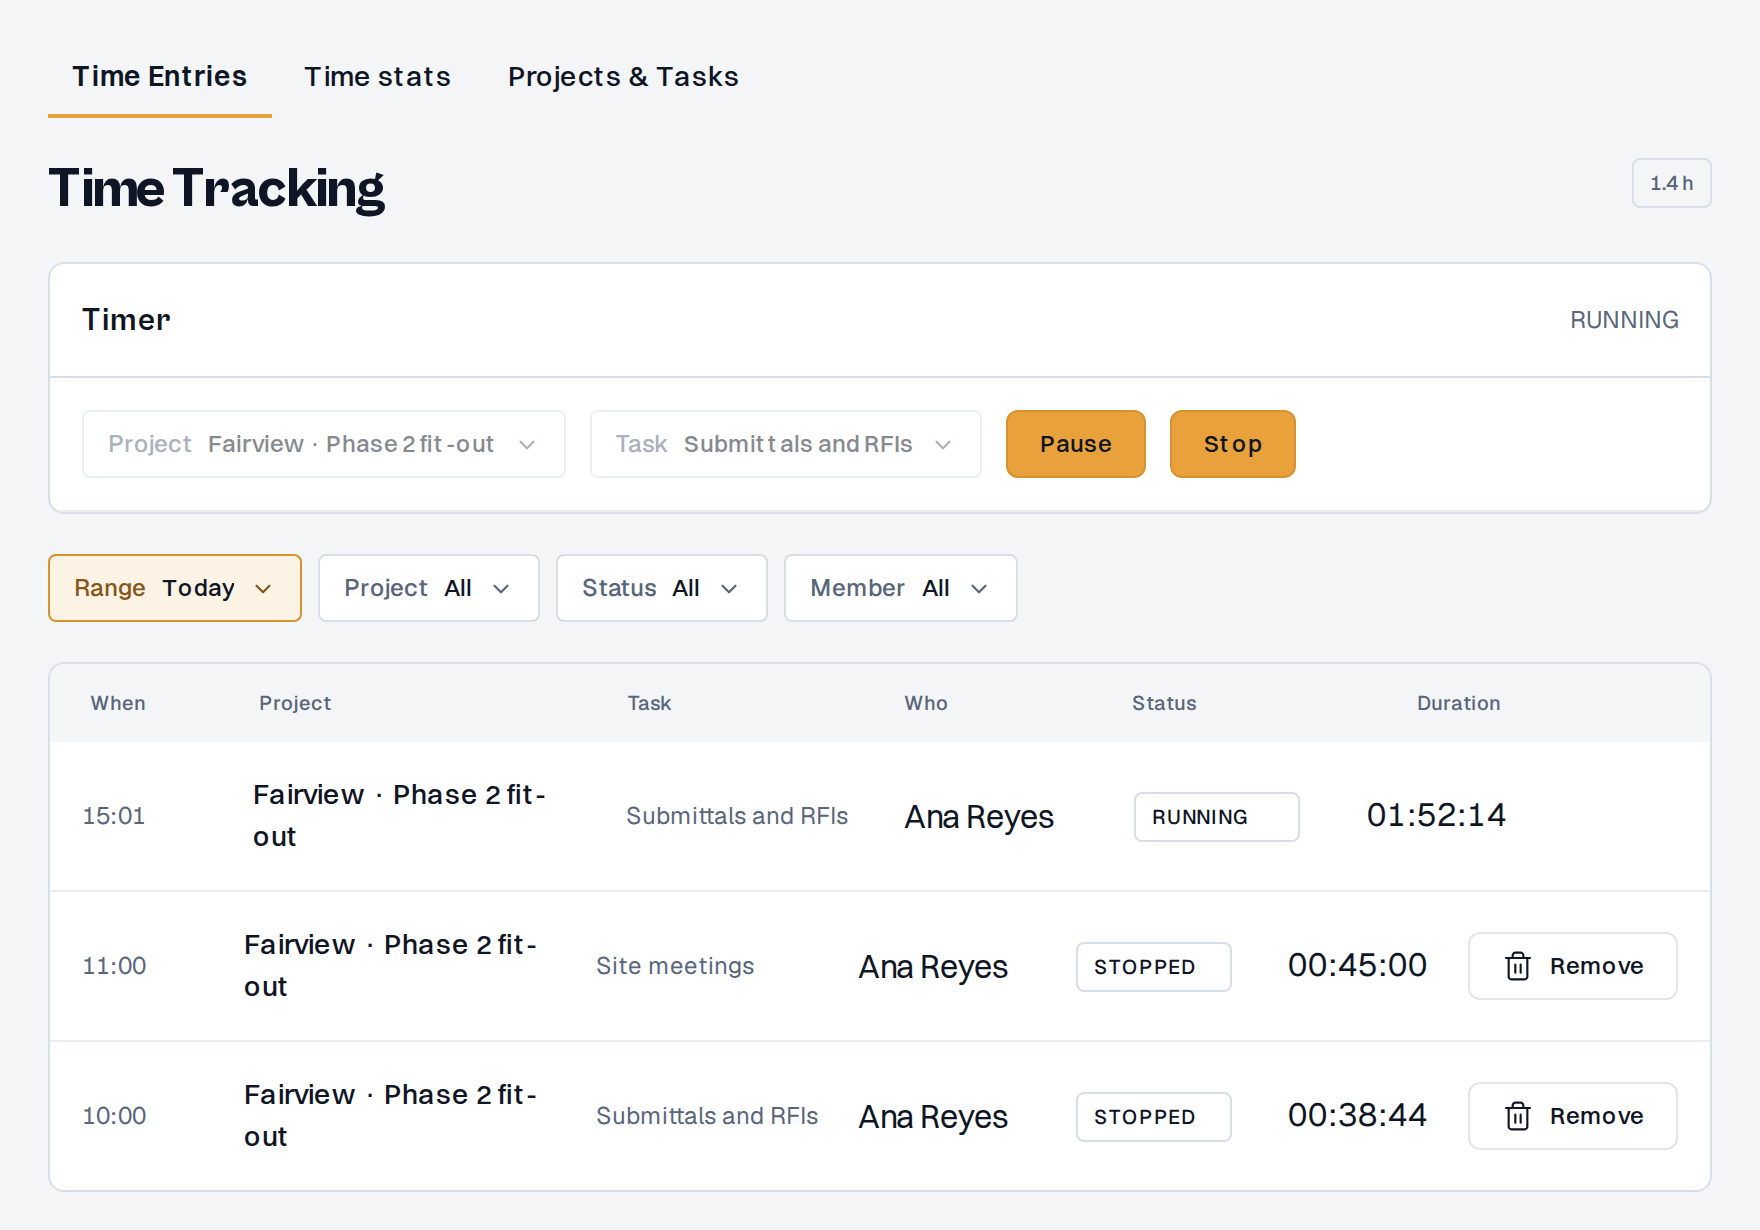 Time Entries Time stats Projects & Tasks
Time Tracking 1.4 h
Timer RUNNING
Project Fairview · Phase 2 fit-out Task Submittals and RFIs Pause Stop
Range Today Project All Status All Member All
When Project Task Who Status Duration
15:01 Fairview · Phase 2 fit-
out Submittals and RFIs Ana Reyes RUNNING 01:52:14
11:00 Fairview · Phase 2 fit-
out Site meetings Ana Reyes STOPPED 00:45:00 Remove
10:00 Fairview · Phase 2 fit-
out Submittals and RFIs Ana Reyes STOPPED 00:38:44 Remove